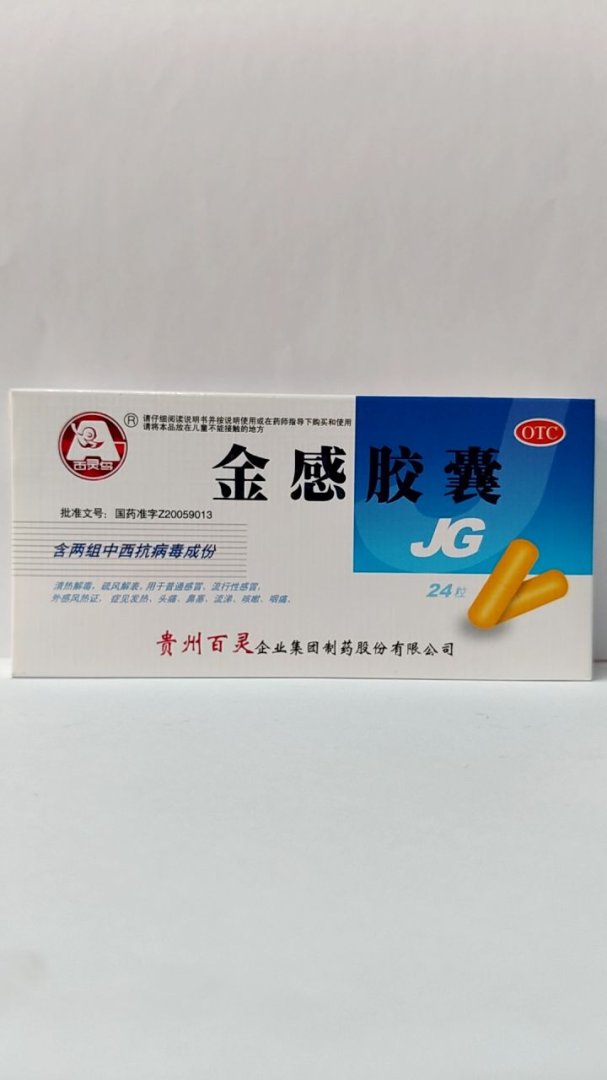 百灵鸟
®
请仔细阅读说明书并按说明使用或在药师指导下购买和使用
请将本品放在儿童不能接触的地方
OTC
金感胶囊
批准文号：国药准字Z20059013
JG
含两组中西抗病毒成份
清热解毒，疏风解表。用于普通感冒，流行性感冒，
外感风热证，症见发热、头痛、鼻塞、流涕、咳嗽、咽痛。
24粒
贵州百灵企业集团制药股份有限公司